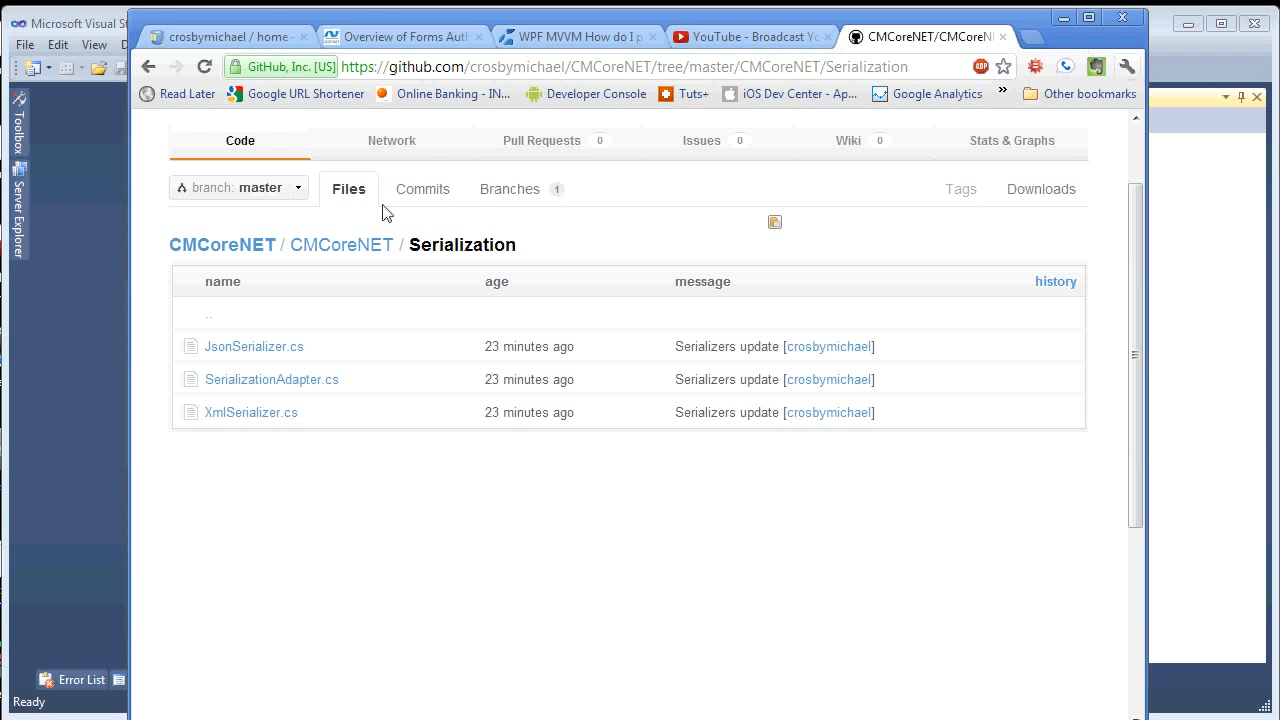 Microsoft Visual St
File Edit View D
Toolbox
Server Explorer
Error List
Ready
crosbymichael / home -
Overview of Forms Auth
WPF MVVM How do I p
YouTube - Broadcast Yo
CMCoreNET/CMCoreN
GitHub, Inc. [US] https://github.com/crosbymichael/CMCoreNET/tree/master/CMCoreNET/Serialization
ABP
Read Later Google URL Shortener Online Banking - IN... Developer Console Tuts+ iOS Dev Center - Ap... Google Analytics » Other bookmarks
Code Network Pull Requests 0 Issues 0 Wiki 0 Stats & Graphs
branch: master Files Commits Branches 1 Tags Downloads
CMCoreNET / CMCoreNET / Serialization
name age message history
..
JsonSerializer.cs 23 minutes ago Serializers update [crosbymichael]
SerializationAdapter.cs 23 minutes ago Serializers update [crosbymichael]
XmlSerializer.cs 23 minutes ago Serializers update [crosbymichael]